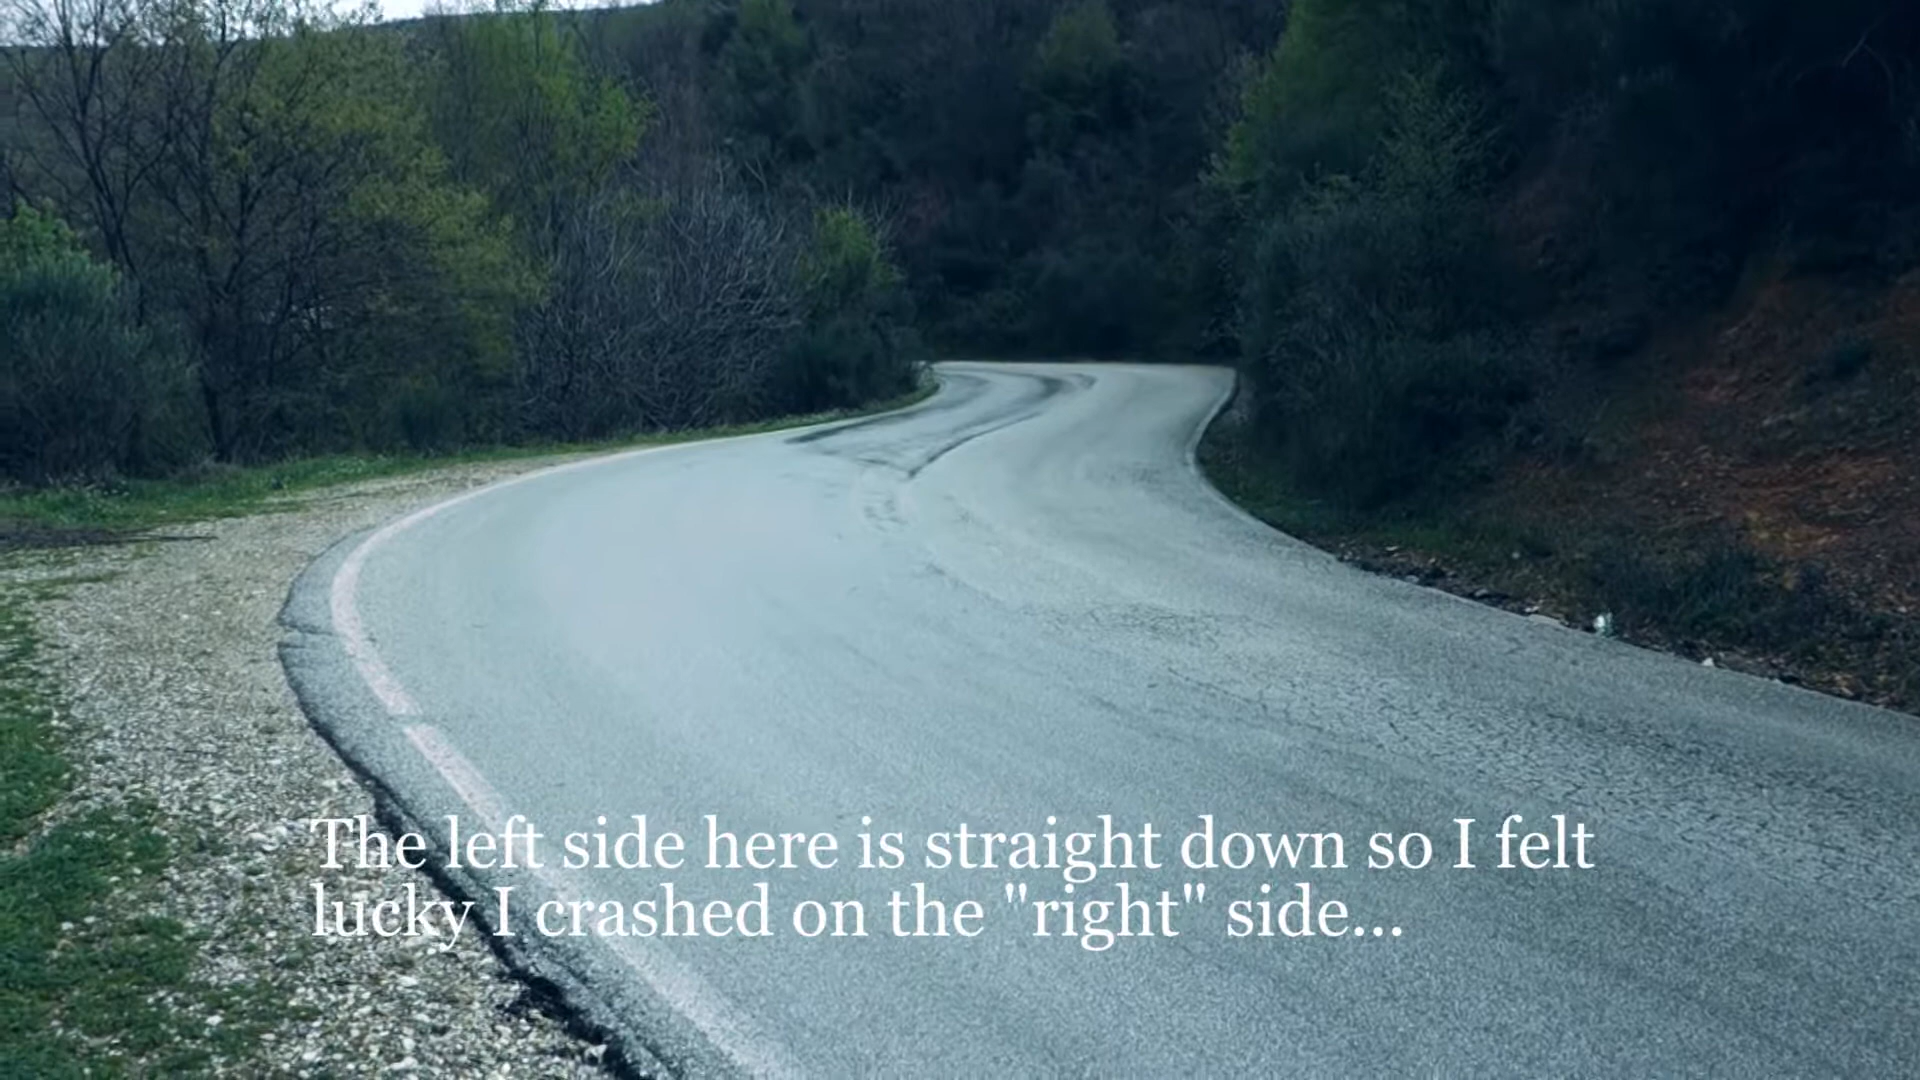 The left side here is straight down so I felt
lucky I crashed on the "right" side...